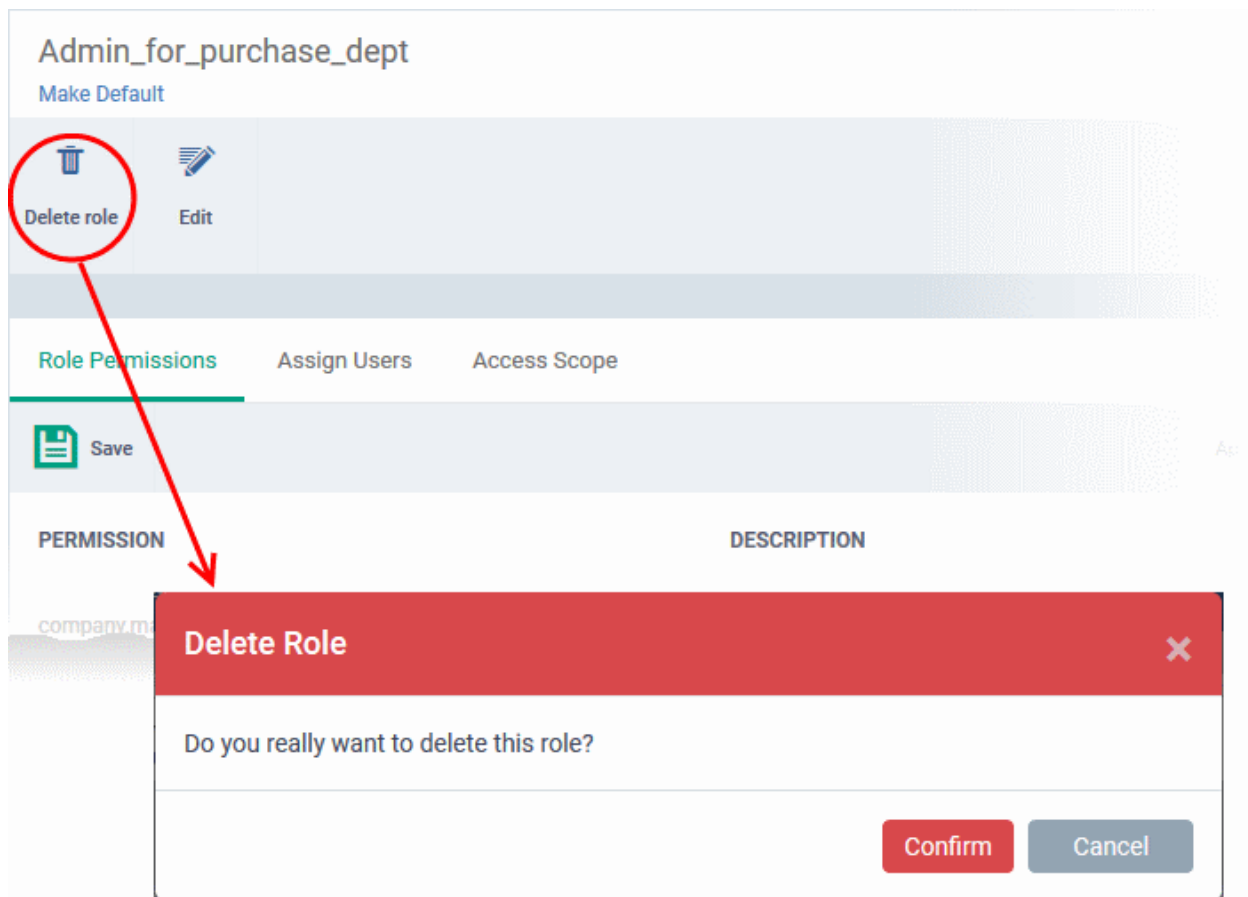 Admin_for_purchase_dept
Make Default
Delete role Edit
Role Permissions Assign Users Access Scope
Save
PERMISSION DESCRIPTION
Delete Role
Do you really want to delete this role?
Confirm Cancel